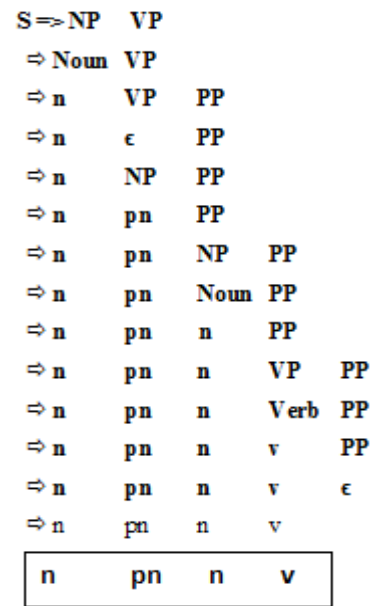 S => NP VP
⇨ Noun VP
⇨ n VP PP
⇨ n ϵ PP
⇨ n NP PP
⇨ n pn PP
⇨ n pn NP PP
⇨ n pn Noun PP
⇨ n pn n PP
⇨ n pn n VP PP
⇨ n pn n Verb PP
⇨ n pn n v PP
⇨ n pn n v ϵ
⇨ n pn n v
n pn n v